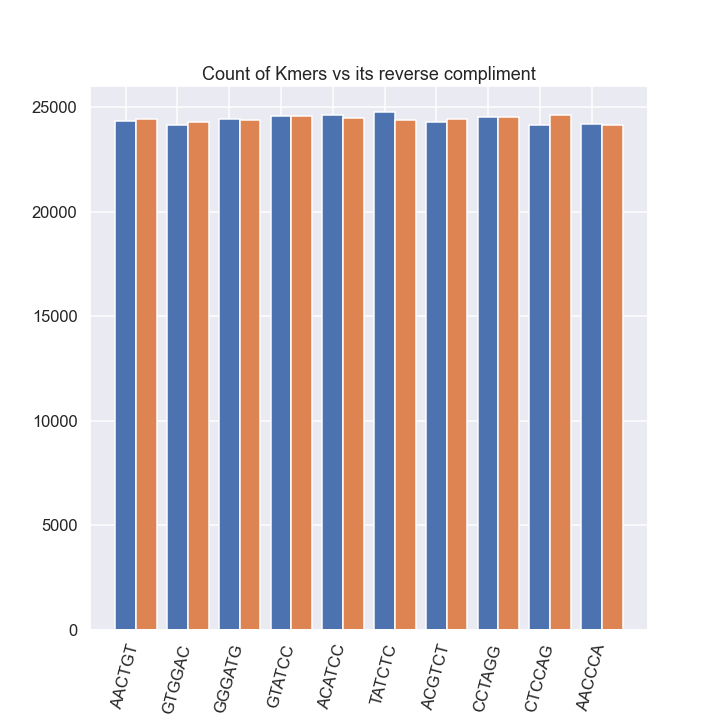 Count of Kmers vs its reverse compliment
25000
20000
15000
10000
5000
0
AACTGT
GTGGAC
GGGATG
GTATCC
ACATCC
TATCTC
ACGTCT
CCTAGG
CTCCAG
AACCCA